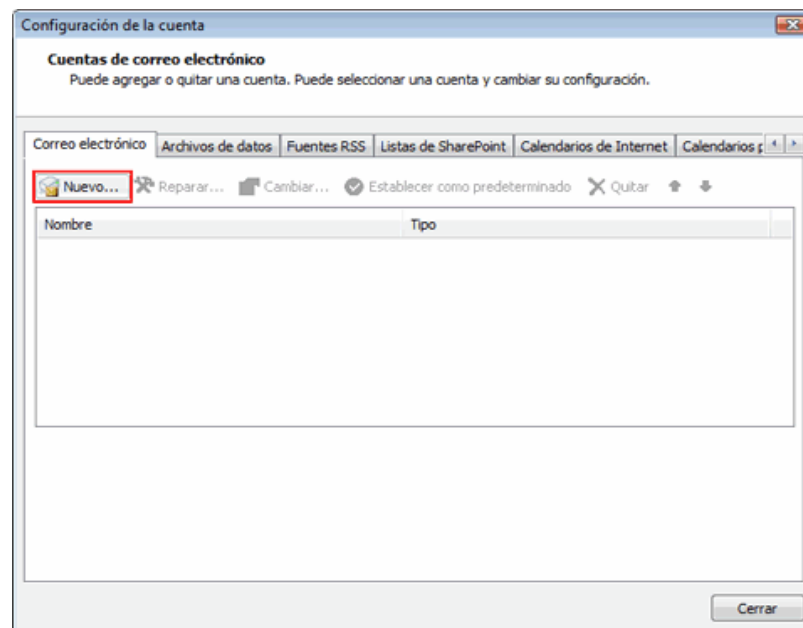 Configuración de la cuenta
Cuentas de correo electrónico
Puede agregar o quitar una cuenta. Puede seleccionar una cuenta y cambiar su configuración.
Correo electrónico Archivos de datos Fuentes RSS Listas de SharePoint Calendarios de Internet Calendarios p
Nuevo... Reparar... Cambiar... Establecer como predeterminado Quitar
Nombre Tipo
Cerrar